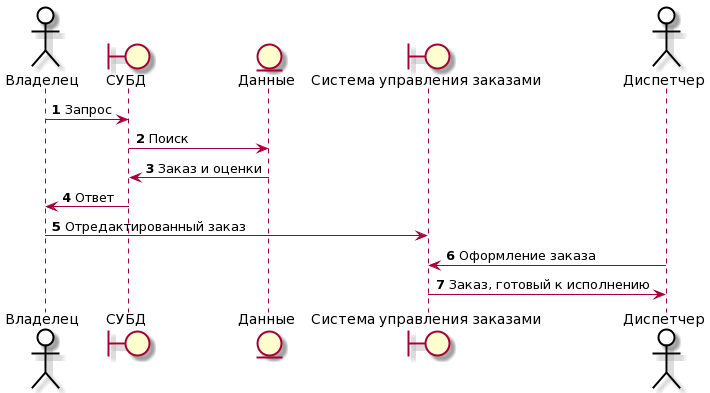 Владелец
СУБД
Данные
Система управления заказами
Диспетчер
1 Запрос
2 Поиск
3 Заказ и оценки
4 Ответ
5 Отредактированный заказ
6 Оформление заказа
7 Заказ, готовый к исполнению
Владелец
СУБД
Данные
Система управления заказами
Диспетчер